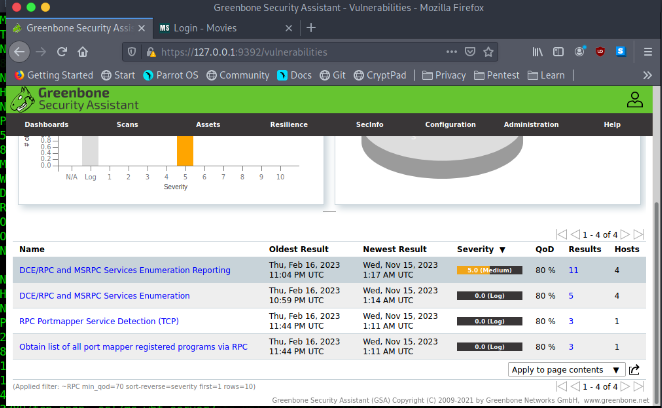 Greenbone Security Assistant - Vulnerabilities - Mozilla Firefox
Greenbone Security Assi
Login - Movies
https://127.0.0.1:9392/vulnerabilities
Getting Started Start Parrot OS Community Docs Git CryptPad Privacy Pentest Learn
Greenbone
Security Assistant
Dashboards Scans Assets Resilience SecInfo Configuration Administration Help
0.8
0.6
0.4
0.2
0.0
N/A Log 1 2 3 4 5 6 7 8 9 10
Severity
1 - 4 of 4
Name Oldest Result Newest Result Severity ▼ QoD Results Hosts
DCE/RPC and MSRPC Services Enumeration Reporting Thu, Feb 16, 2023 11:04 PM UTC Wed, Nov 15, 2023 1:17 AM UTC 5.0 (Medium) 80 % 11 4
DCE/RPC and MSRPC Services Enumeration Thu, Feb 16, 2023 10:59 PM UTC Wed, Nov 15, 2023 1:14 AM UTC 0.0 (Log) 80 % 5 4
RPC Portmapper Service Detection (TCP) Thu, Feb 16, 2023 11:44 PM UTC Wed, Nov 15, 2023 1:11 AM UTC 0.0 (Log) 80 % 3 1
Obtain list of all port mapper registered programs via RPC Thu, Feb 16, 2023 11:44 PM UTC Wed, Nov 15, 2023 1:11 AM UTC 0.0 (Log) 80 % 3 1
Apply to page contents ▼
(Applied filter: ~RPC min_qod=70 sort-reverse=severity first=1 rows=10)
1 - 4 of 4
Greenbone Security Assistant (GSA) Copyright (C) 2009-2021 by Greenbone Networks GmbH, www.greenbone.net